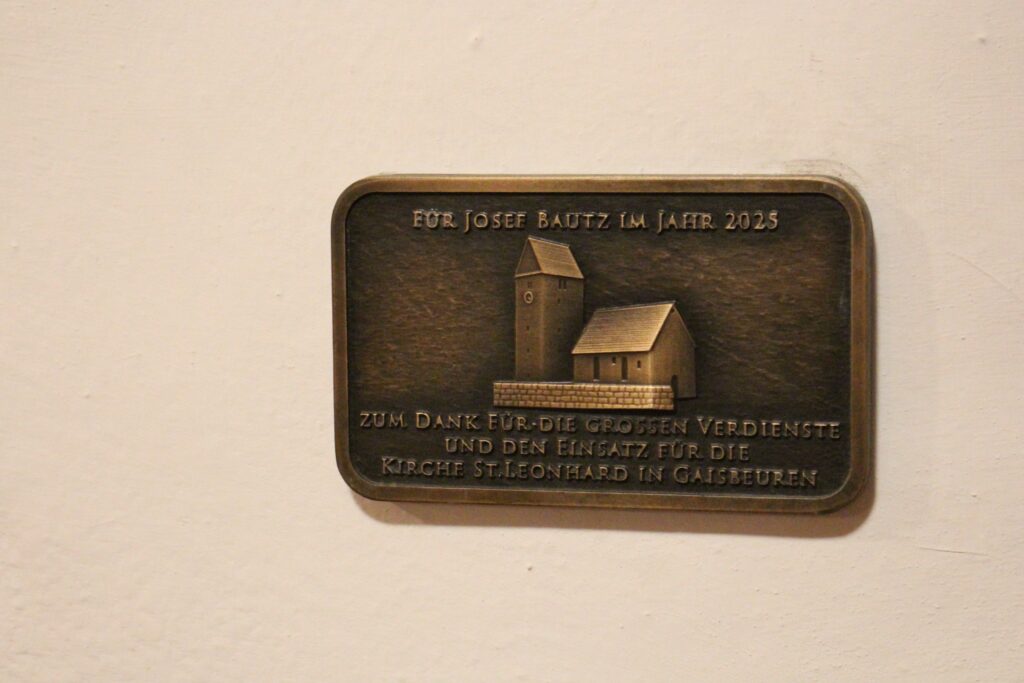 FÜR JOSEF BAUTZ IM JAHR 2025
ZUM DANK FÜR DIE GROSSEN VERDIENSTE
UND DEN EINSATZ FÜR DIE
KIRCHE ST.LEONHARD IN GAISBEUREN